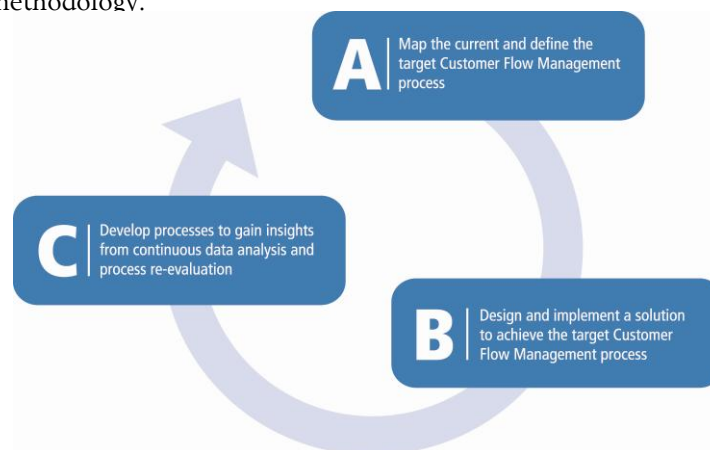 methodology.
A
Map the current and define the
target Customer Flow Management
process
C
Develop processes to gain insights
from continuous data analysis and
process re-evaluation
B
Design and implement a solution
to achieve the target Customer
Flow Management process